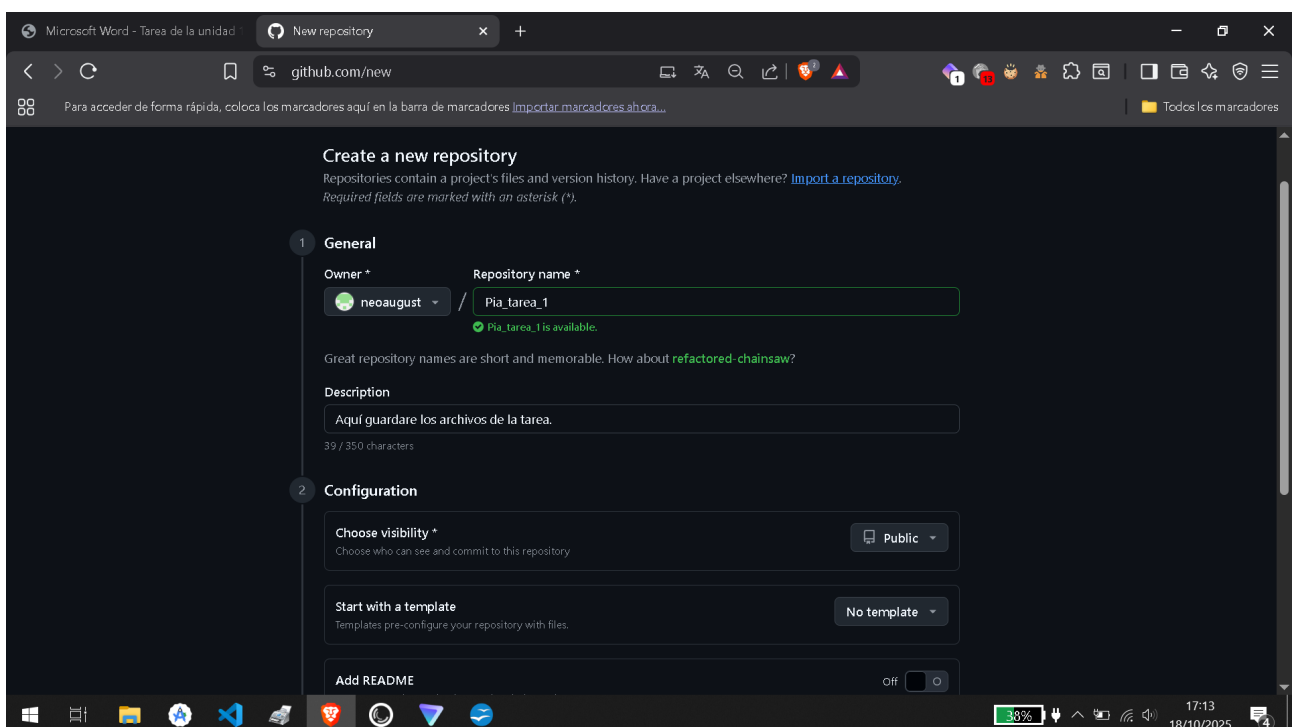 Microsoft Word - Tarea de la unidad 1
New repository
github.com/new
2
1
13
Para acceder de forma rápida, coloca los marcadores aquí en la barra de marcadores Importar marcadores ahora...
Todos los marcadores
Create a new repository
Repositories contain a project's files and version history. Have a project elsewhere? Import a repository.
Required fields are marked with an asterisk (*).
1
General
Owner *
Repository name *
neoaugust
/
Pia_tarea_1
Pia_tarea_1 is available.
Great repository names are short and memorable. How about refactored-chainsaw?
Description
Aquí guardare los archivos de la tarea.
39 / 350 characters
2
Configuration
Choose visibility *
Choose who can see and commit to this repository
Public
Start with a template
Templates pre-configure your repository with files.
No template
Add README
Off
38%
17:13
18/10/2025
4